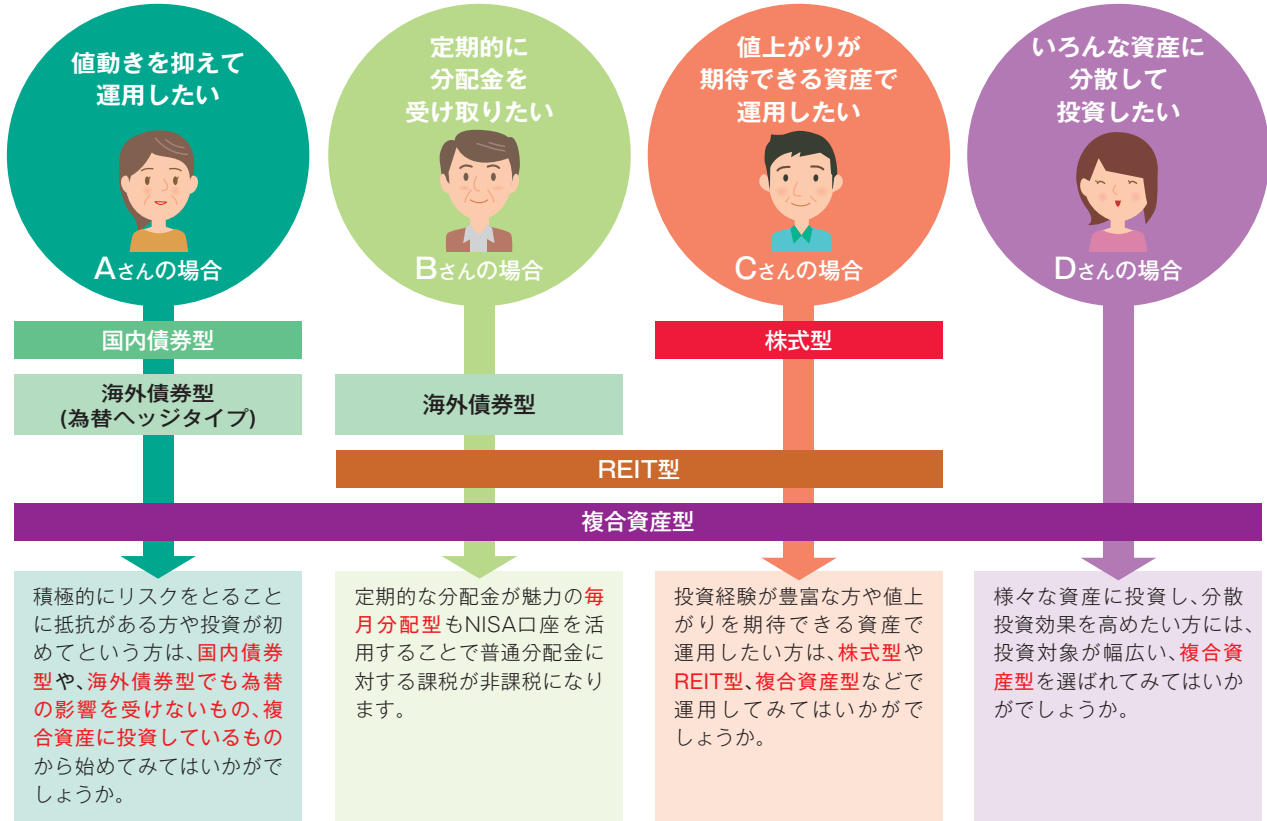 値動きを抑えて
運用したい
Aさんの場合
定期的に
分配金を
受け取りたい
Bさんの場合
値上がりが
期待できる資産で
運用したい
Cさんの場合
いろんな資産に
分散して
投資したい
Dさんの場合
国内債券型
株式型
海外債券型
(為替ヘッジタイプ)
海外債券型
REIT型
複合資産型
積極的にリスクをとること
に抵抗がある方や投資が初
めてという方は、国内債券
型や、海外債券型でも為替
の影響を受けないもの、複
合資産に投資しているもの
から始めてみてはいかがで
しょうか。
定期的な分配金が魅力の毎
月分配型もNISA口座を活
用することで普通分配金に
対する課税が非課税になり
ます。
投資経験が豊富な方や値上
がりを期待できる資産で
運用したい方は、株式型や
REIT型、複合資産型などで
運用してみてはいかがで
しょうか。
様々な資産に投資し、分散
投資効果を高めたい方には、
投資対象が幅広い、複合資
産型を選ばれてみてはいか
がでしょうか。